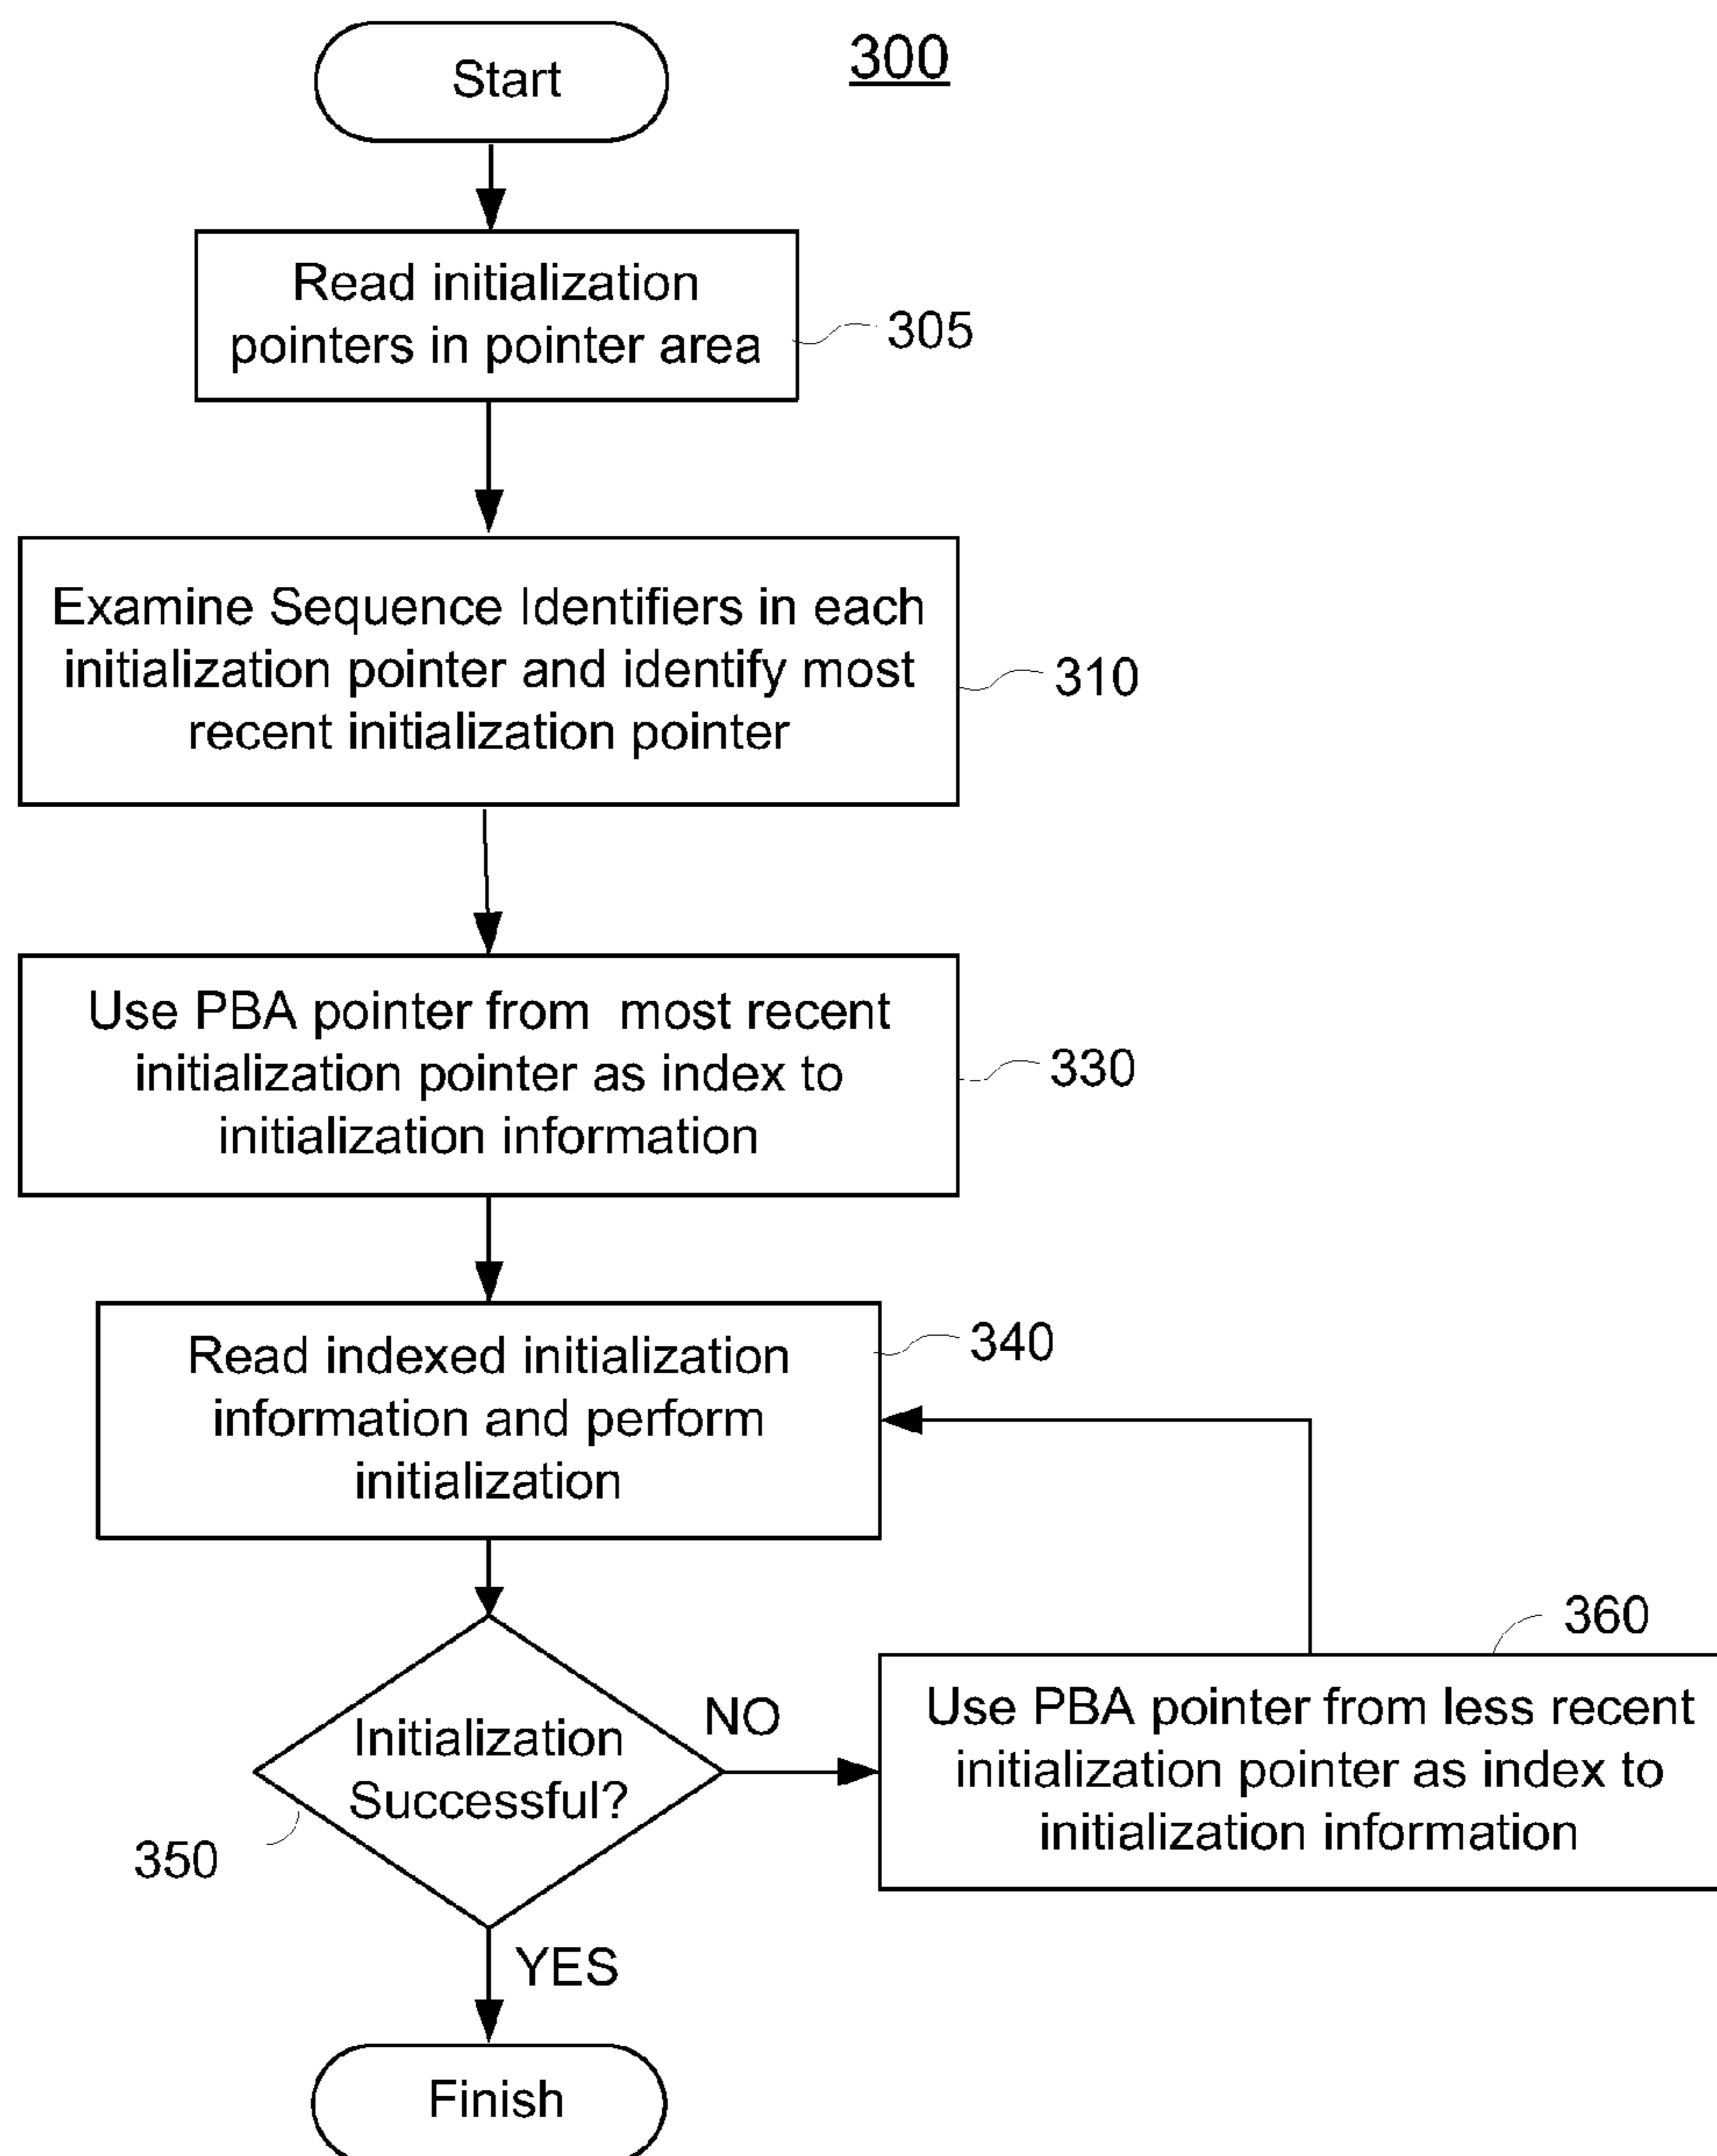 Start
300
Read initialization
pointers in pointer area
305
Examine Sequence Identifiers in each
initialization pointer and identify most
recent initialization pointer
310
Use PBA pointer from most recent
initialization pointer as index to
initialization information
330
Read indexed initialization
information and perform
initialization
340
Initialization
Successful?
350
NO
360
Use PBA pointer from less recent
initialization pointer as index to
initialization information
YES
Finish